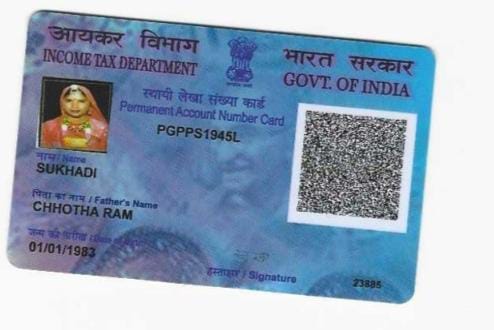 आयकर विभाग
INCOME TAX DEPARTMENT
भारत सरकार
GOVT. OF INDIA
स्थायी लेखा संख्या कार्ड
Permanent Account Number Card
PGPPS1945L
नाम / Name
SUKHADI
पिता का नाम / Father's Name
CHHOTHA RAM
जन्म की तारीख / Date of Birth
01/01/1983
हस्ताक्षर / Signature
23885